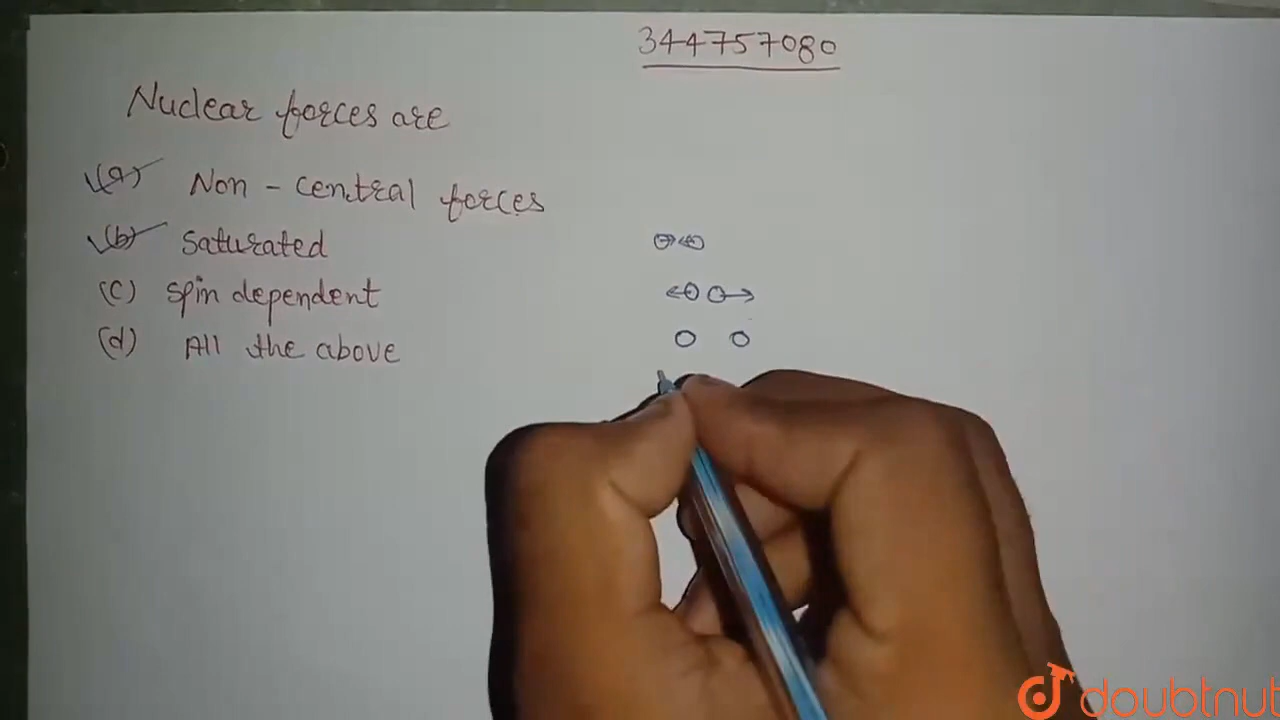 344757080
Nuclear forces are
(a) Non-central forces
(b) Saturated
(c) Spin dependent
(d) All the above
doubtnut